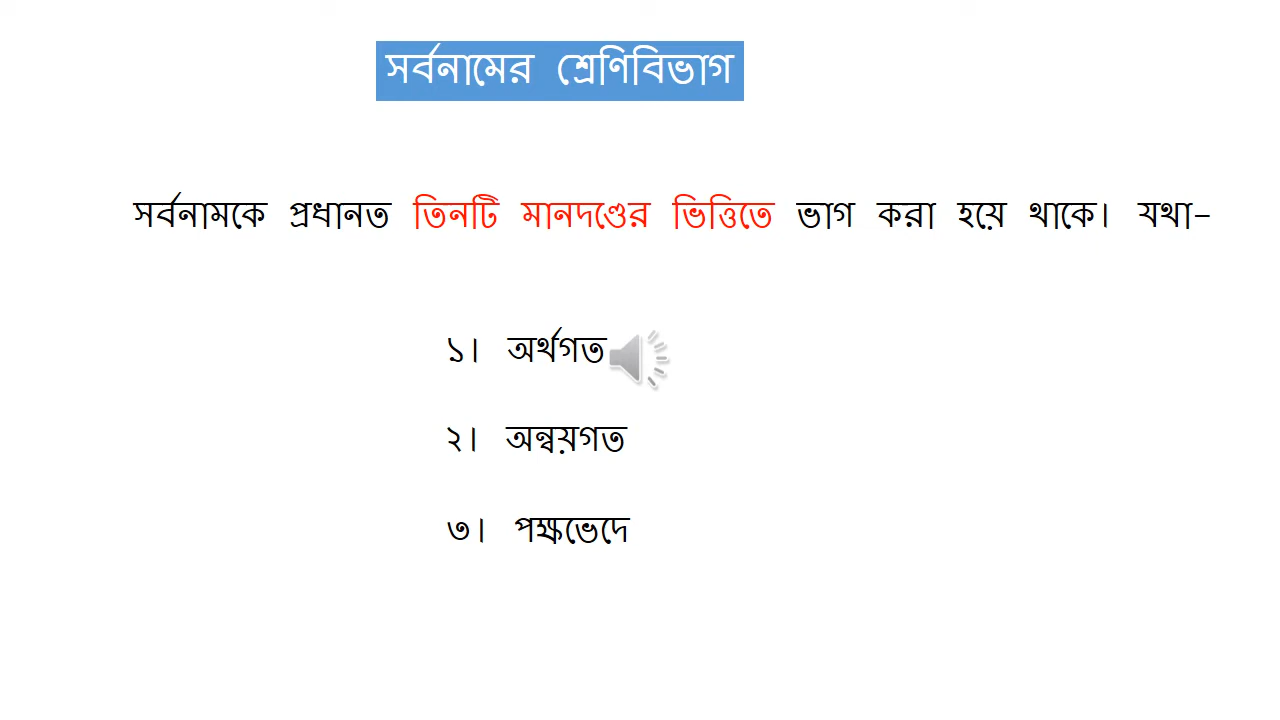 সর্বনামের শ্রেণিবিভাগ
সর্বনামকে প্রধানত তিনটি মানদণ্ডের ভিত্তিতে ভাগ করা হয়ে থাকে। যথা-
১। অর্থগত
২। অন্বয়গত
৩। পক্ষভেদে